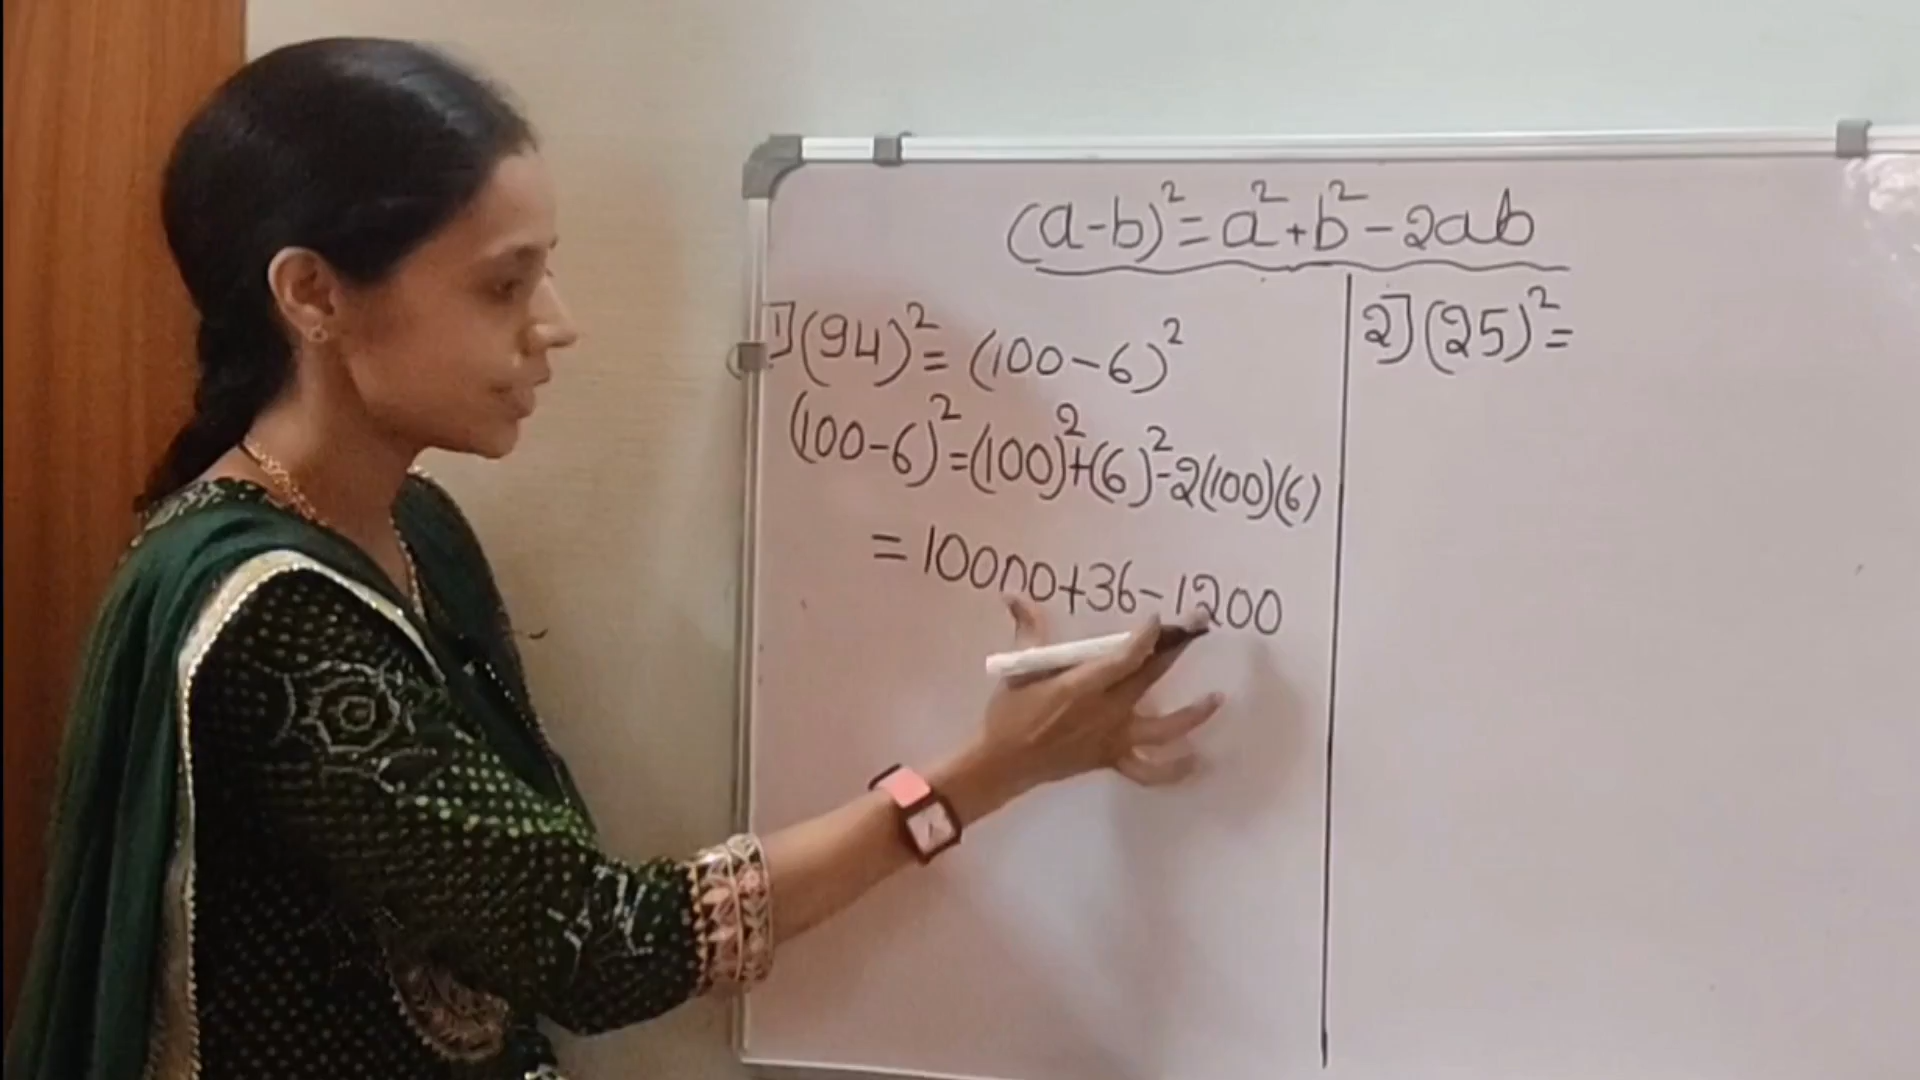 (a-b)²=a²+b²-2ab
1](94)²=(100-6)²
(100-6)²=(100)²+(6)²-2(100)(6)
=10000+36-1200
2](25)²=